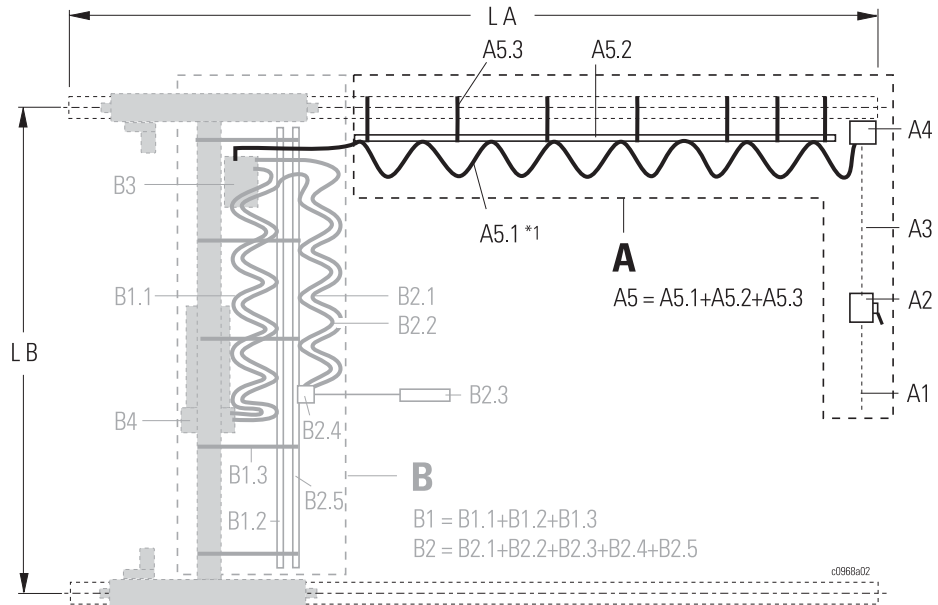 L A
A5.3
A5.2
A4
B3
A5.1 *1
A3
A
B1.1
B2.1
A5 = A5.1+A5.2+A5.3
A2
B2.2
L B
B2.3
A1
B4
B2.4
B1.3
B
B2.5
B1.2
B1 = B1.1+B1.2+B1.3
B2 = B2.1+B2.2+B2.3+B2.4+B2.5
c0968a02